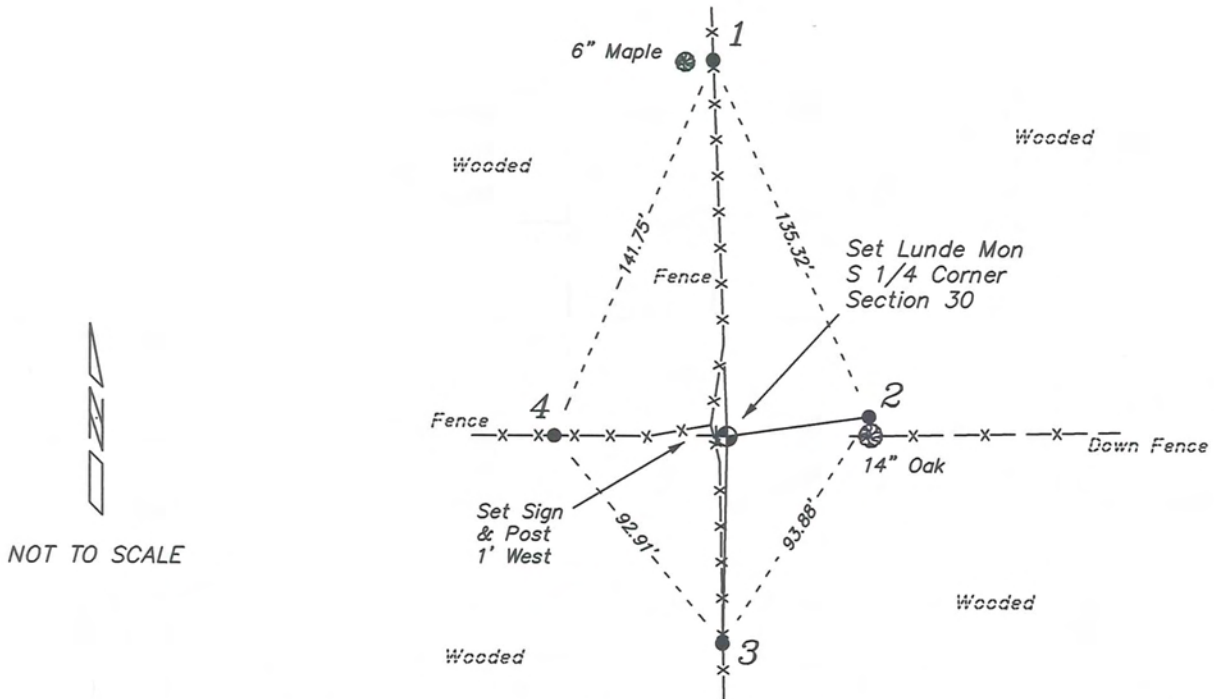 1
6" Maple
Wooded
Wooded
141.75'
135.32'
Fence
Set Lunde Mon
S 1/4 Corner
Section 30
N
NOT TO SCALE
Fence
4
2
14" Oak
Down Fence
Set Sign
& Post
1' West
92.91'
93.88'
Wooded
Wooded
3